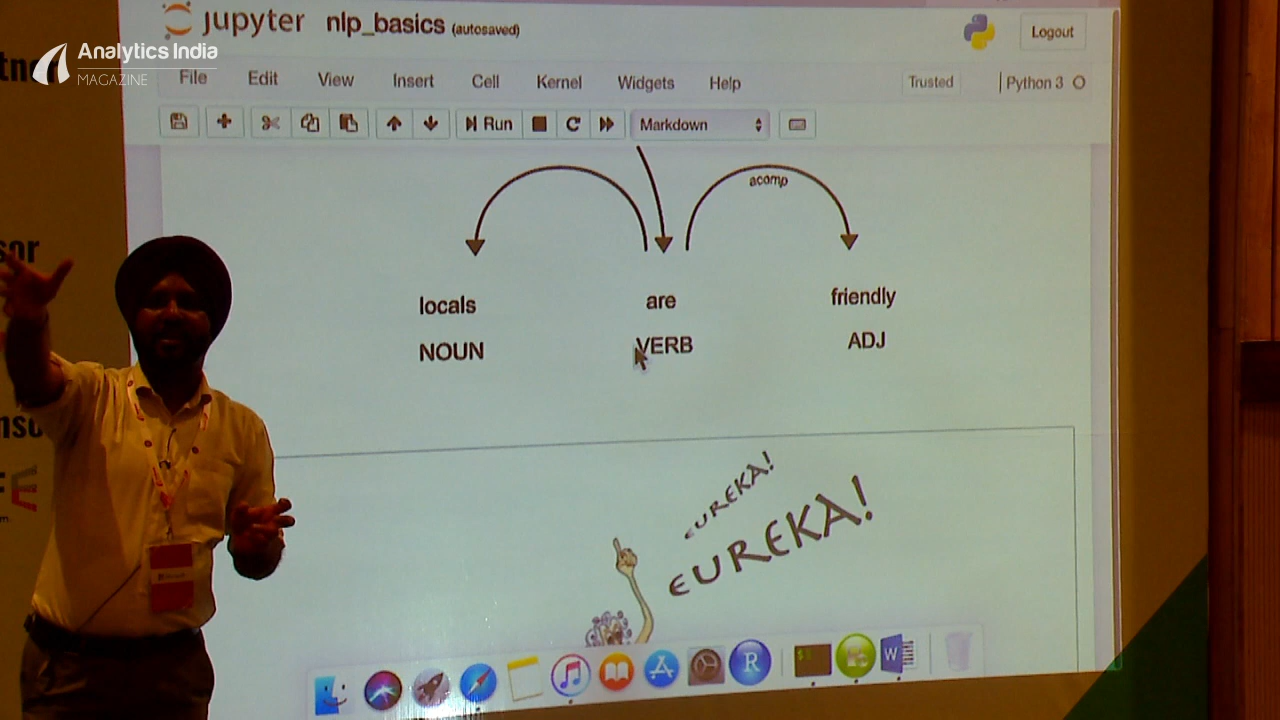 jupyter nlp_basics (autosaved)
Logout
Analytics India
MAGAZINE
File Edit View Insert Cell Kernel Widgets Help Trusted Python 3
Run Markdown
acomp
locals are friendly
NOUN VERB ADJ
EUREKA!
EUREKA!
R W